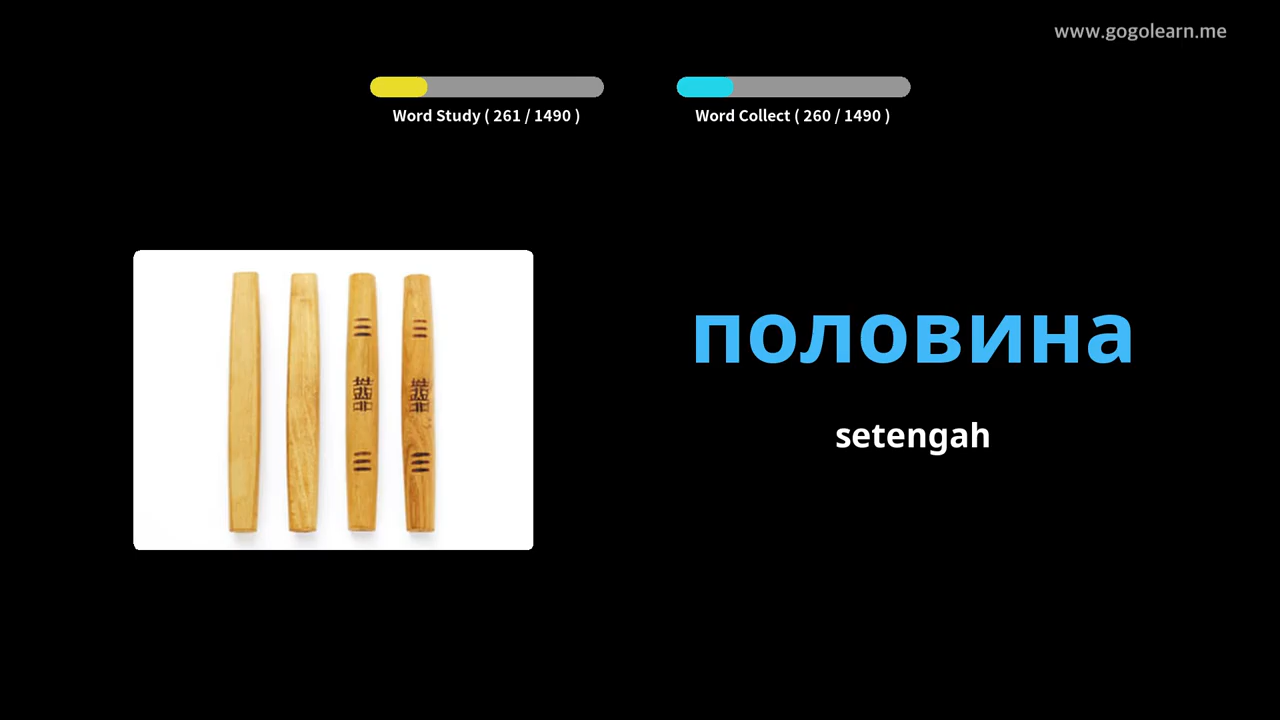 www.gogolearn.me
Word Study ( 261 / 1490 )
Word Collect ( 260 / 1490 )
половина
setengah